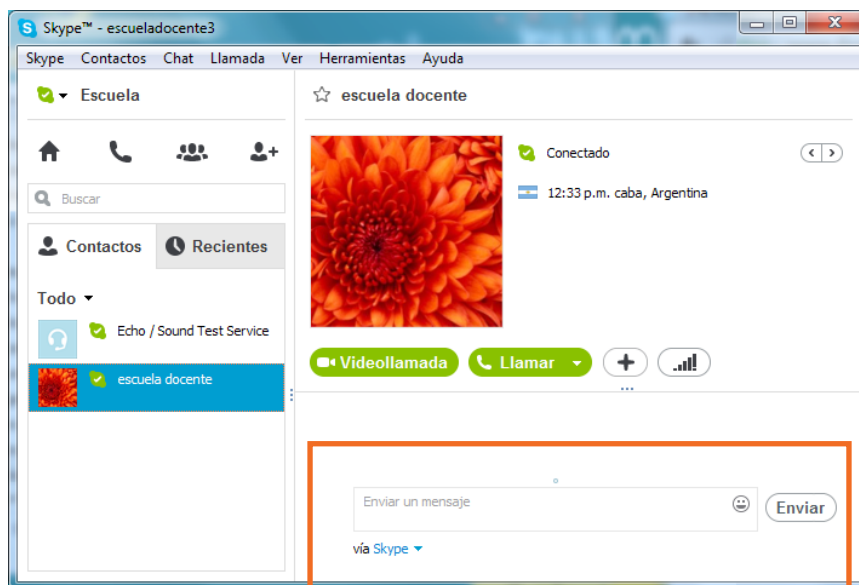 Skype™ - escueladocente3
Skype Contactos Chat Llamada Ver Herramientas Ayuda
Escuela
Buscar
Contactos Recientes
Todo
Echo / Sound Test Service
escuela docente
escuela docente
Conectado
12:33 p.m. caba, Argentina
Videollamada Llamar
Enviar un mensaje
Enviar
vía Skype